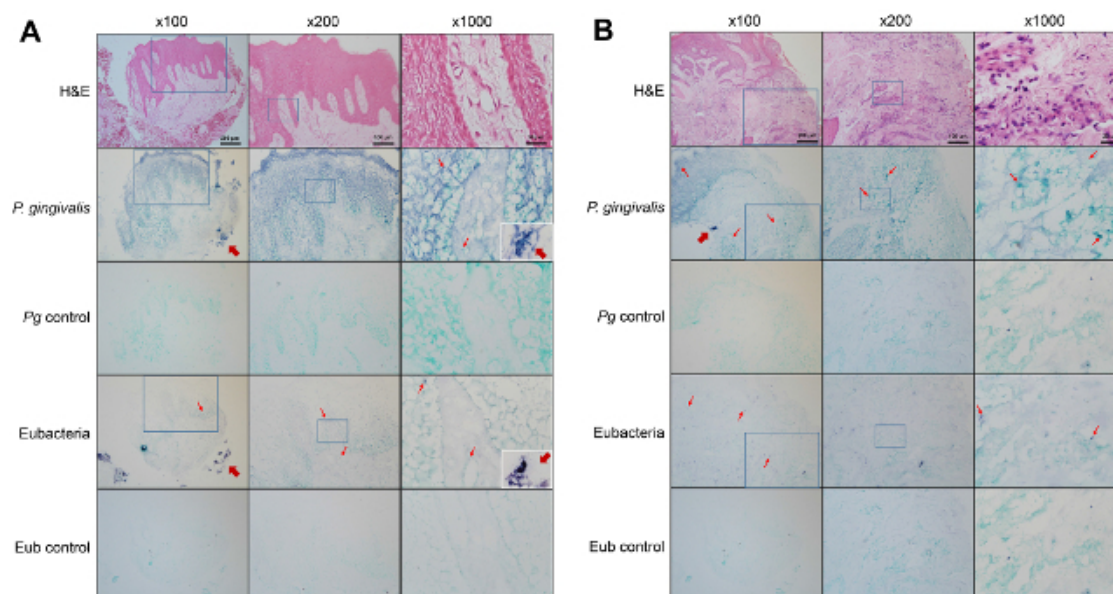 A
x100 x200 x1000
H&E
P. gingivalis
Pg control
Eubacteria
Eub control
B
x100 x200 x1000
H&E
P. gingivalis
Pg control
Eubacteria
Eub control